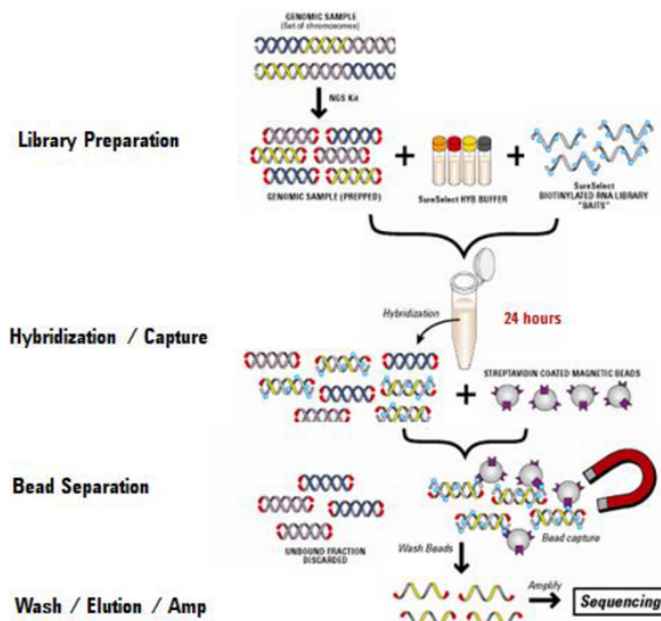 GENOMIC SAMPLE
(Set of chromosomes)
NGS Kit
Library Preparation
GENOMIC SAMPLE (PREPPED)
SureSelect HYB BUFFER
SureSelect
BIOTINYLATED RNA LIBRARY
"BAITS"
Hybridization
24 hours
Hybridization / Capture
STREPTAVIDIN COATED MAGNETIC BEADS
Bead Separation
UNBOUND FRACTION
DISCARDED
Wash Beads
Bead capture
Amplify
Sequencing
Wash / Elution / Amp